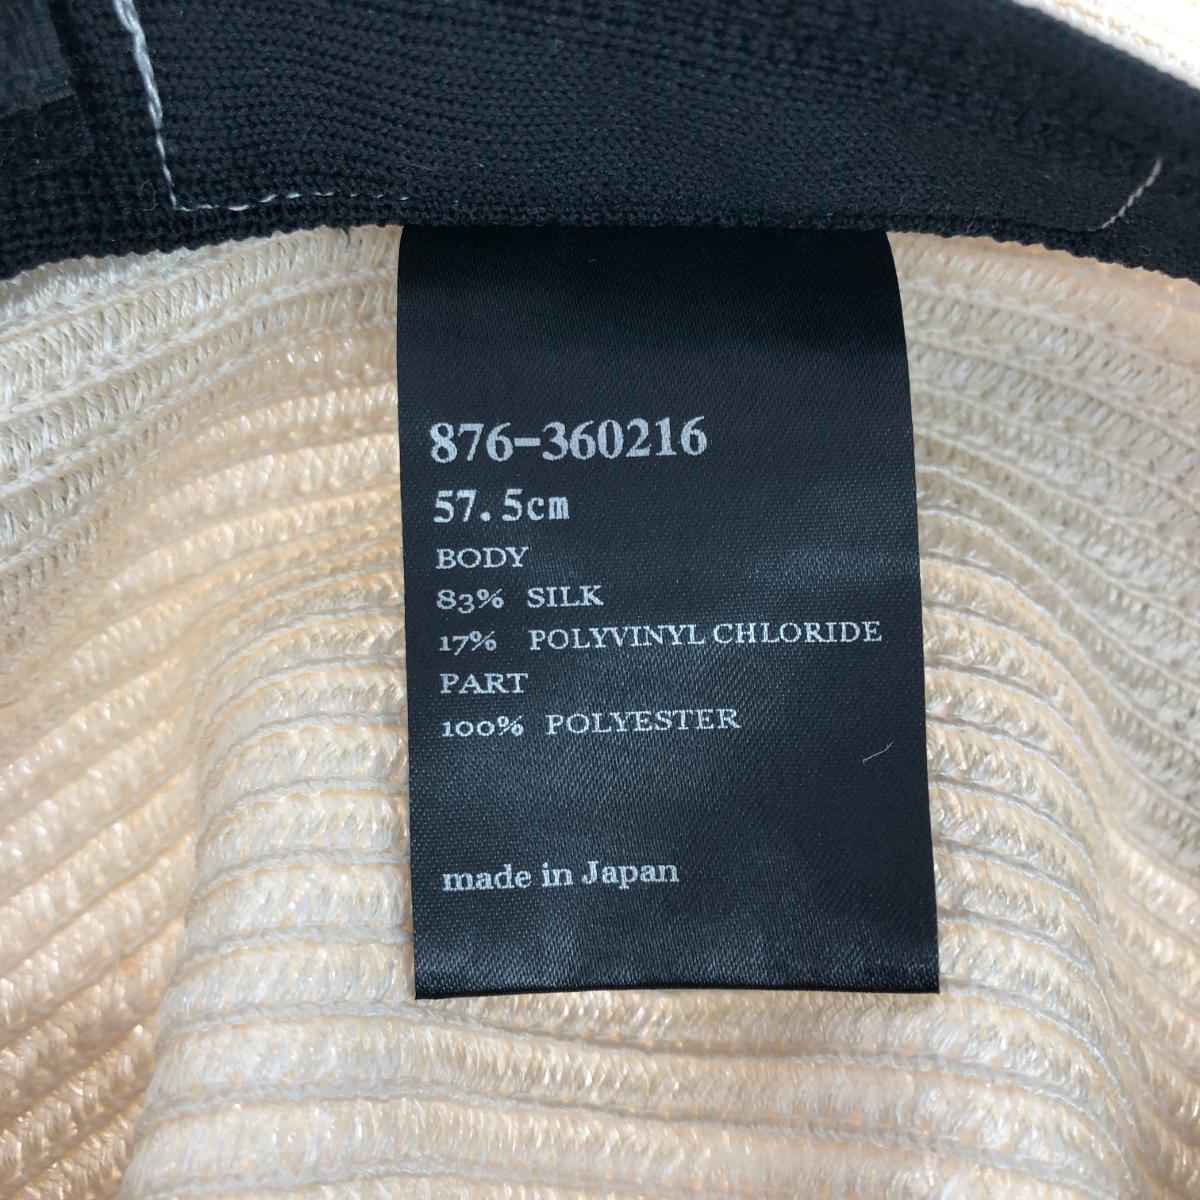 876-360216
57.5cm
BODY
83% SILK
17% POLYVINYL CHLORIDE
PART
100% POLYESTER
made in Japan